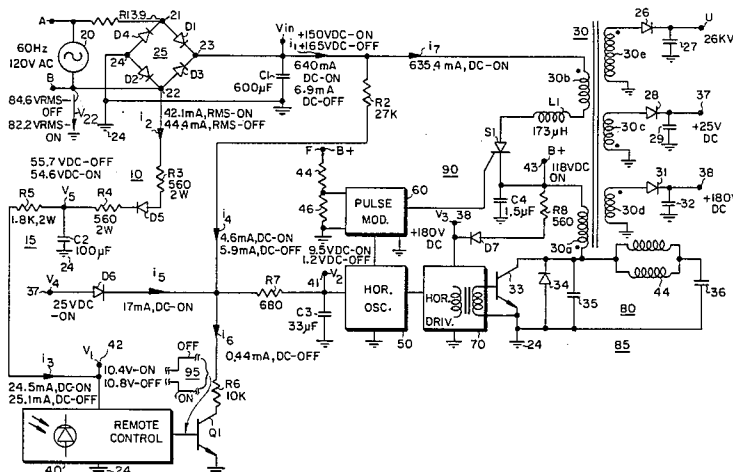 A
R1 3.9
21
D4
D1
20
60Hz
120V AC
24
25
23
D2
D3
B
22
84.6VRMS-
OFF
V22
82.2VRMS-
ON
24
Vin
i1
+150VDC-ON
+165VDC-OFF
640mA
DC-ON
6.9mA
DC-OFF
C1
600μF
i7
635.4mA, DC-ON
R2
27K
i2
42.1mA, RMS-ON
44.4mA, RMS-OFF
55.7 VDC-OFF
54.6VDC-ON
10
R3
560
2W
R5
V5
R4
1.8K, 2W
560
2W
D5
15
C2
100μF
24
i4
4.6mA, DC-ON
5.9mA, DC-OFF
D6
i5
37
V4
25VDC
-ON
17mA, DC-ON
R7
680
i6
0.44mA, DC-OFF
i3
24.5mA, DC-ON
25.1mA, DC-OFF
V1
42
10.4V-ON
10.8V-OFF
OFF
95
ON
R6
10K
Q1
REMOTE
CONTROL
40
24
F
B+
44
46
60
PULSE
MOD.
+180V
DC
9.5VDC-ON
1.2VDC-OFF
41
V2
C3
33μF
HOR.
OSC.
50
90
L1
173μH
S1
B+
43
118VDC
ON
C4
1.5μF
R8
560
V3
38
+180V
DC
D7
HOR.
DRIV.
70
24
33
34
35
30
30b
30a
30e
30c
30d
26
U
27
26KV
28
37
29
+25V
DC
31
38
32
+180V
DC
44
80
36
85